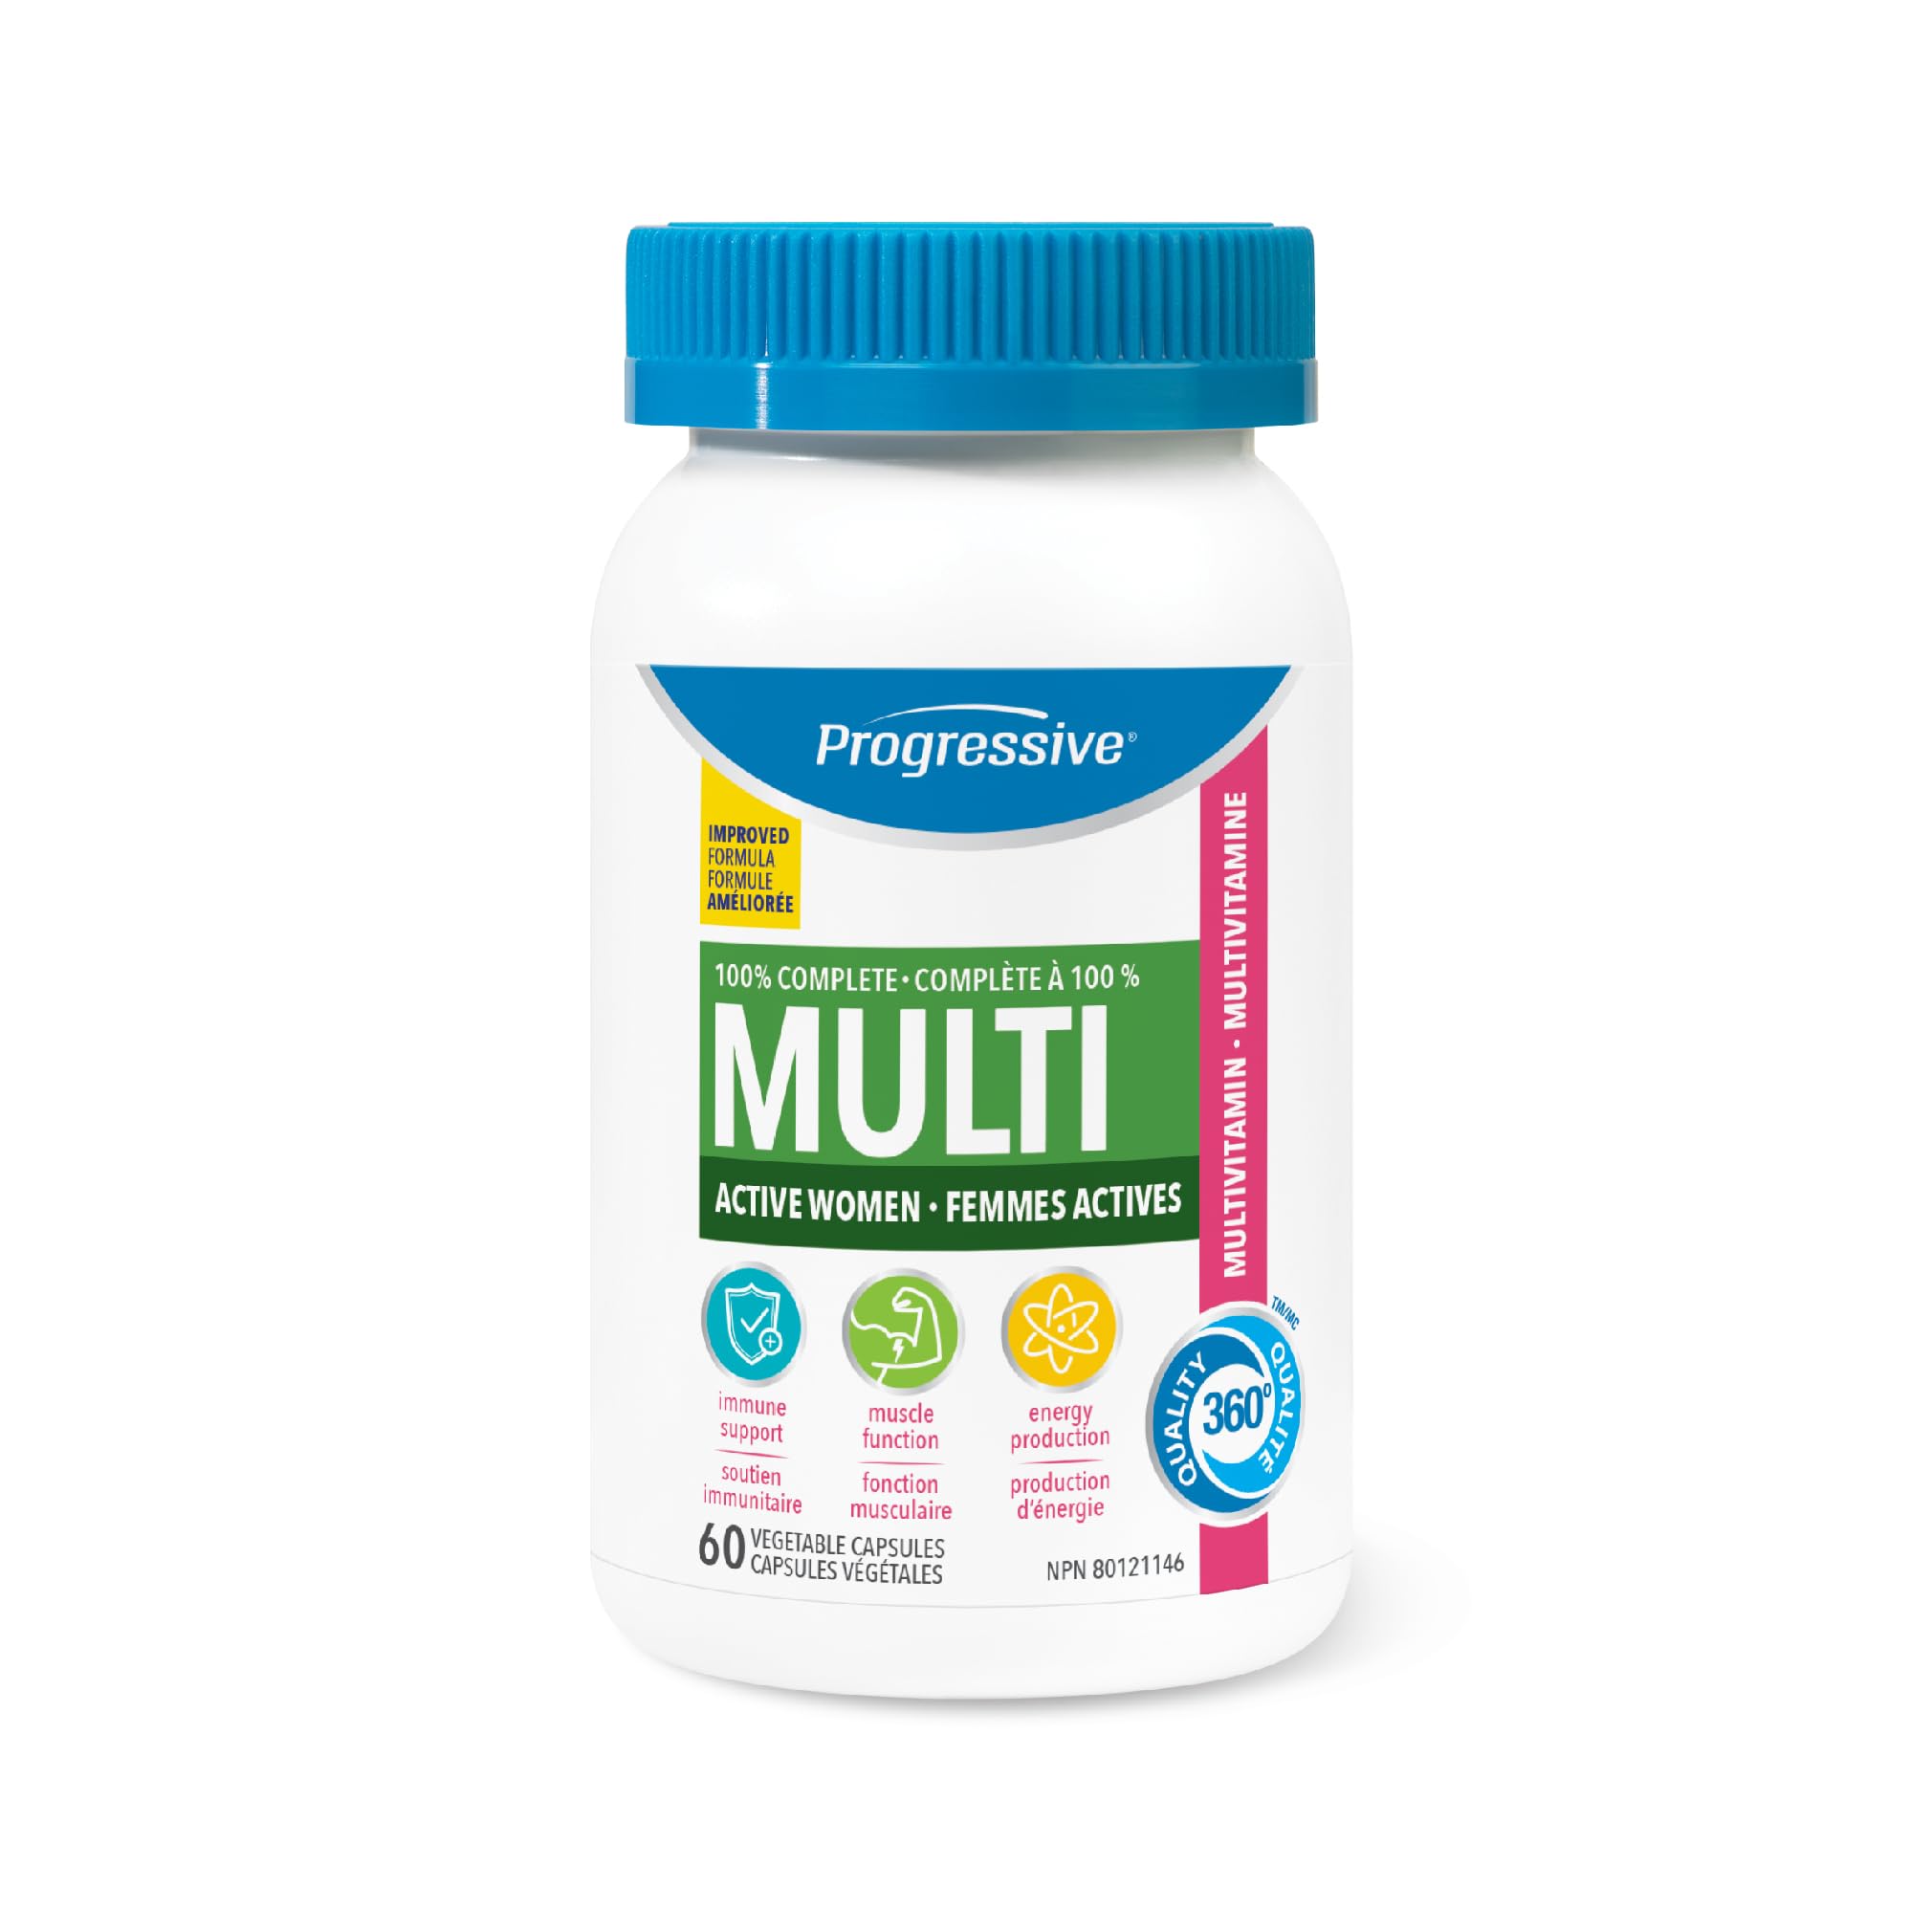 Progressive®
IMPROVED
FORMULA
FORMULE
AMÉLIORÉE
100% COMPLETE • COMPLÈTE À 100 %
MULTI
ACTIVE WOMEN • FEMMES ACTIVES
MULTIVITAMIN • MULTIVITAMINE
immune
support
soutien
immunitaire
muscle
function
fonction
musculaire
energy
production
production
d'énergie
TM/MC
QUALITY
360°
QUALITÉ
60 VEGETABLE CAPSULES
CAPSULES VÉGÉTALES
NPN 80121146